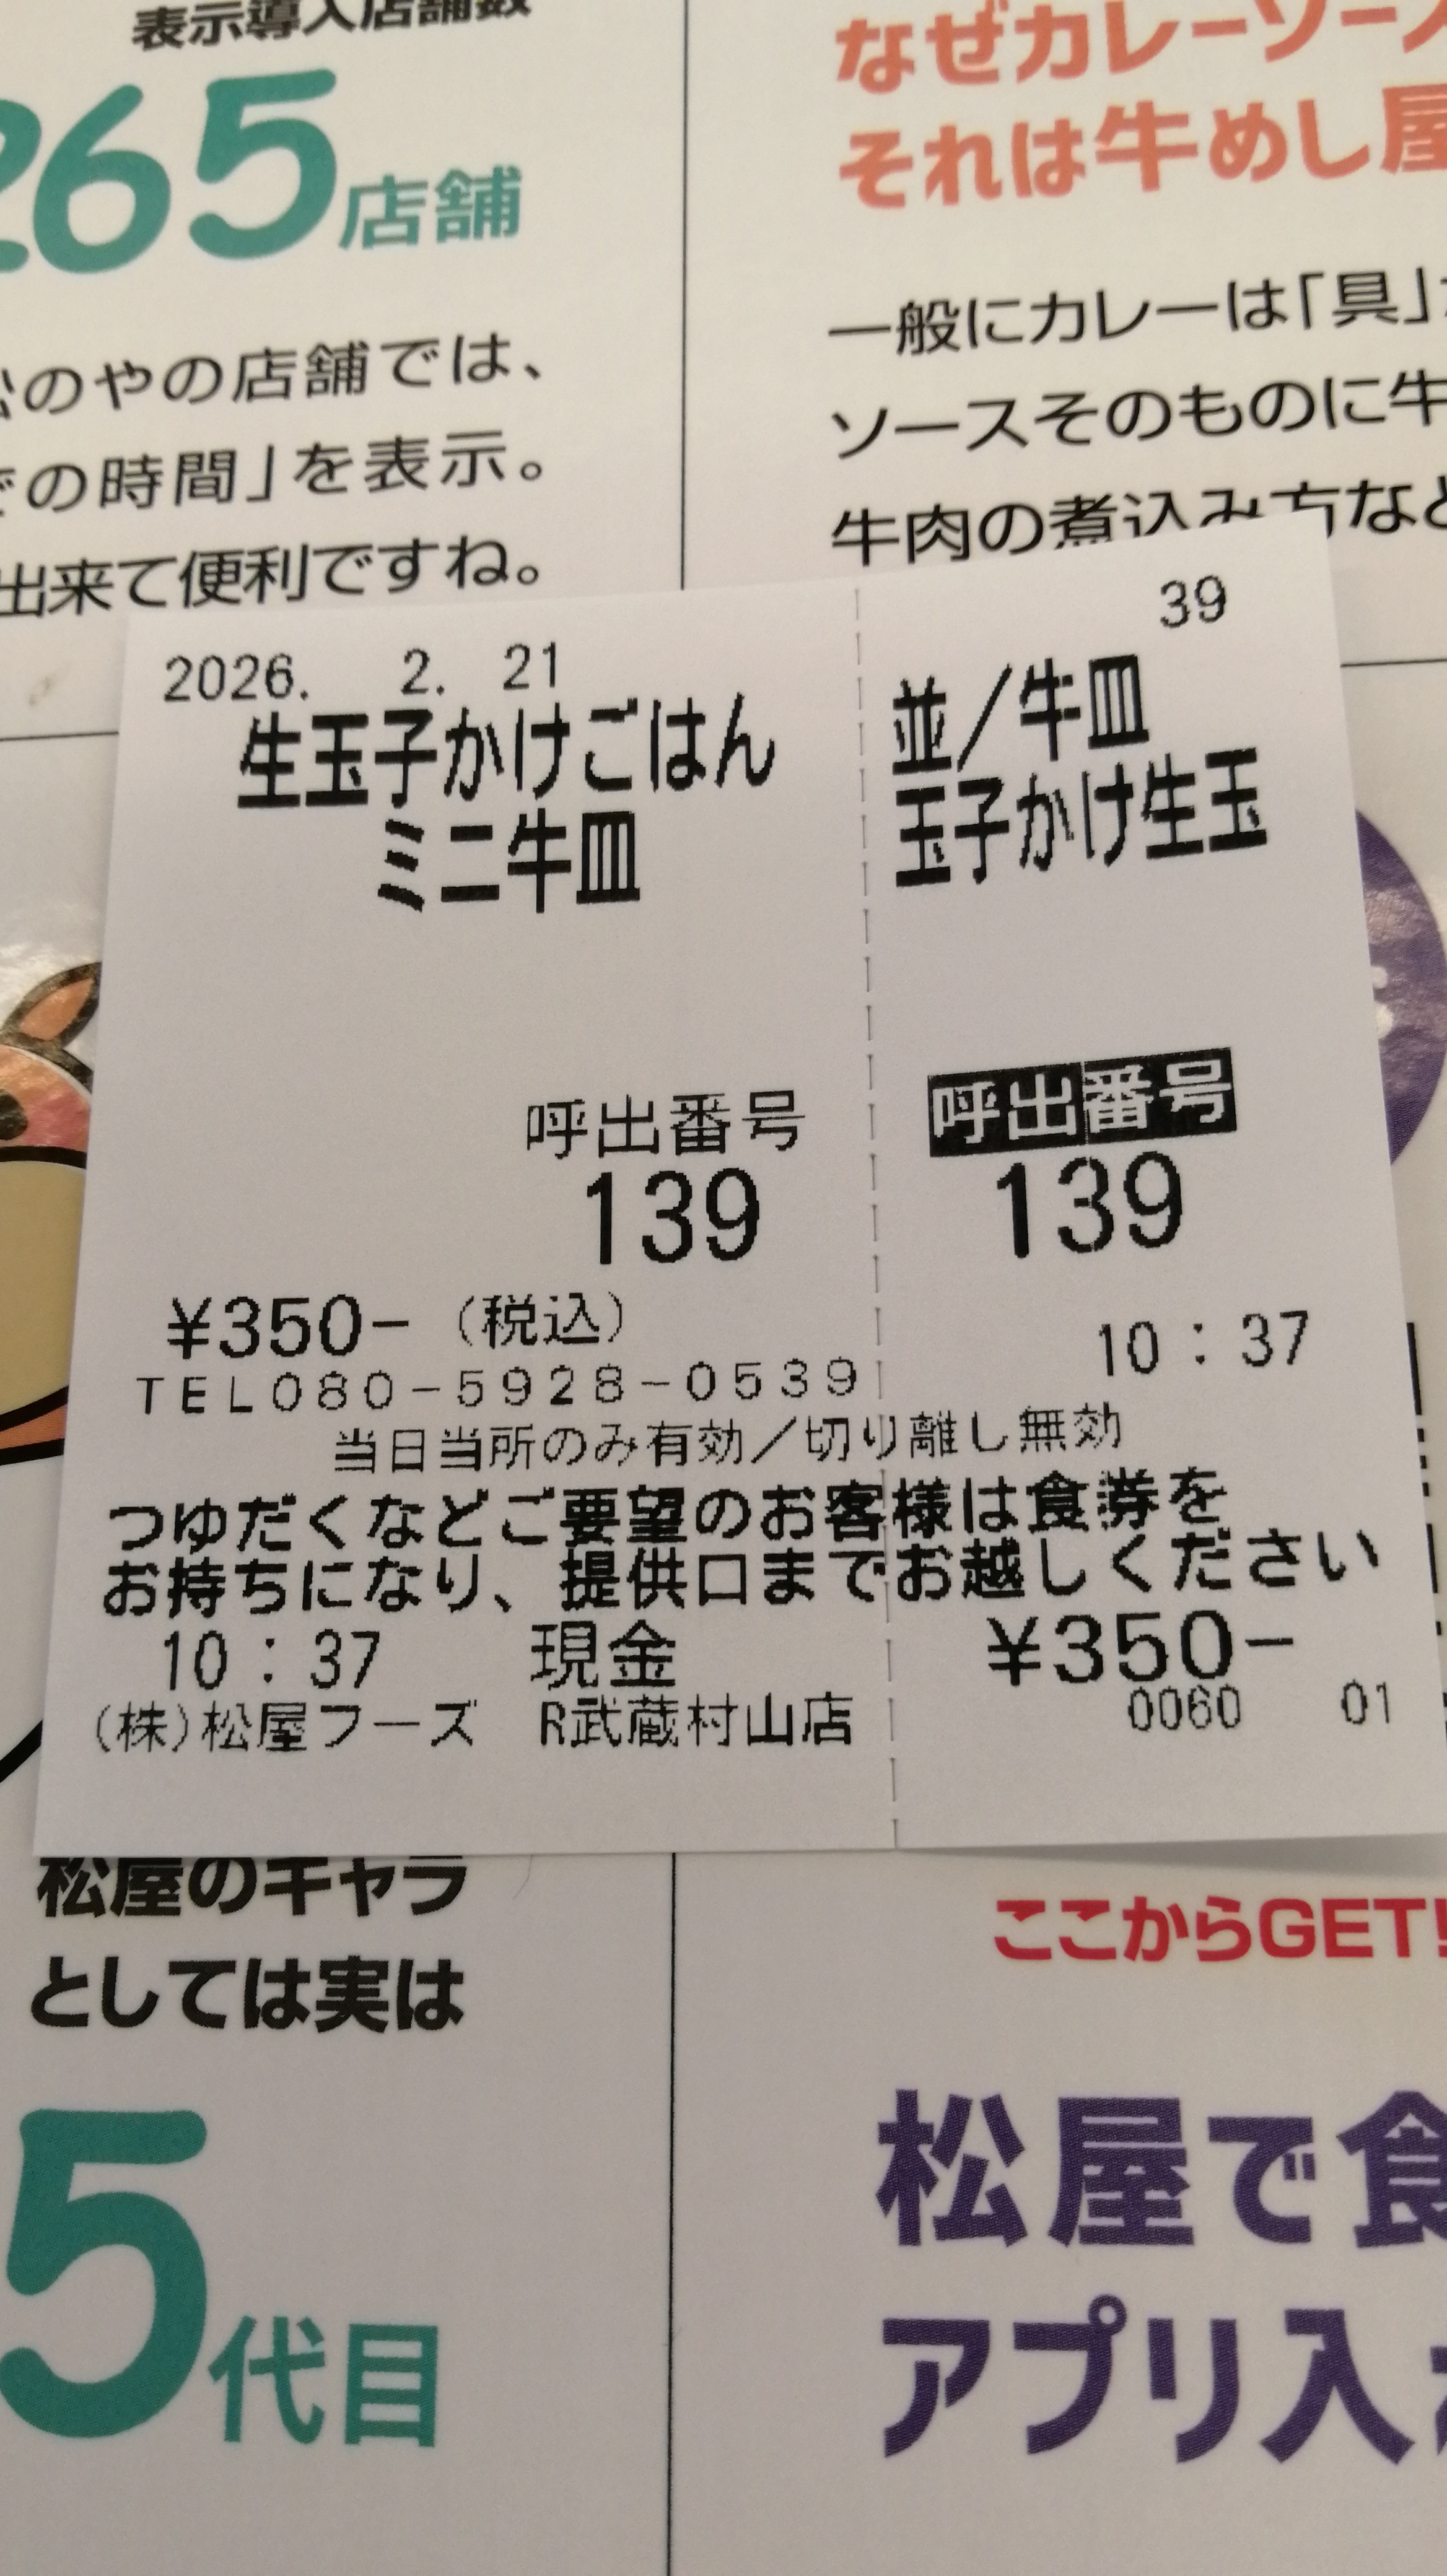 表示導入店舗数
265店舗
のやの店舗では、
の時間」を表示。
出来て便利ですね。
なぜカレーソー
それは牛めし屋
一般にカレーは「具」
ソースそのものに牛
牛肉の煮込み方など
39
2026. 2. 21
生玉子かけごはん
ミニ牛皿
並／牛皿
玉子かけ生玉
呼出番号
139
呼出番号
139
¥350-（税込）
10：37
TEL080-5928-0539
当日当所のみ有効／切り離し無効
つゆだくなどご要望のお客様は食券を
お持ちになり、提供口までお越しください
10：37 現金 ¥350-
0060 01
(株)松屋フーズ R武蔵村山店
松屋のキャラ
としては実は
5代目
ここからGET!
松屋で食
アプリ入